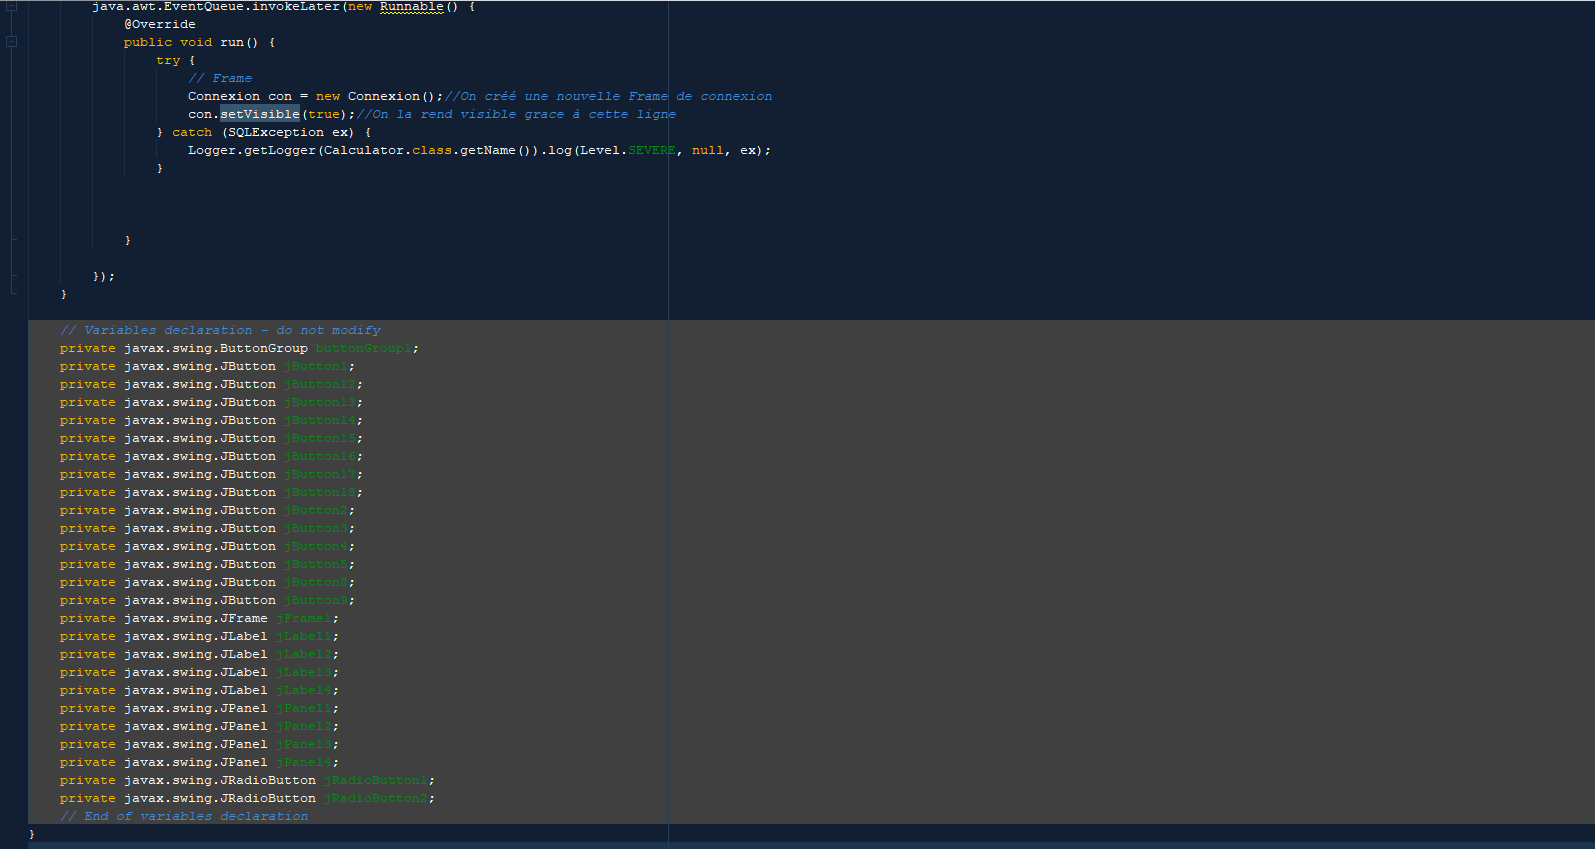 java.awt.EventQueue.invokeLater(new Runnable() {
@Override
public void run() {
try {
// Frame
Connexion con = new Connexion();//On créé une nouvelle Frame de connexion
con.setVisible(true);//On la rend visible grace à cette ligne
} catch (SQLException ex) {
Logger.getLogger(Calculator.class.getName()).log(Level.SEVERE, null, ex);
}
}
});
}
// Variables declaration - do not modify
private javax.swing.ButtonGroup buttonGroup1;
private javax.swing.JButton jButton1;
private javax.swing.JButton jButton12;
private javax.swing.JButton jButton13;
private javax.swing.JButton jButton14;
private javax.swing.JButton jButton15;
private javax.swing.JButton jButton16;
private javax.swing.JButton jButton17;
private javax.swing.JButton jButton18;
private javax.swing.JButton jButton2;
private javax.swing.JButton jButton3;
private javax.swing.JButton jButton4;
private javax.swing.JButton jButton5;
private javax.swing.JButton jButton8;
private javax.swing.JButton jButton9;
private javax.swing.JFrame jFrame1;
private javax.swing.JLabel jLabel1;
private javax.swing.JLabel jLabel2;
private javax.swing.JLabel jLabel3;
private javax.swing.JLabel jLabel4;
private javax.swing.JPanel jPanel1;
private javax.swing.JPanel jPanel2;
private javax.swing.JPanel jPanel3;
private javax.swing.JPanel jPanel4;
private javax.swing.JRadioButton jRadioButton1;
private javax.swing.JRadioButton jRadioButton2;
// End of variables declaration
}